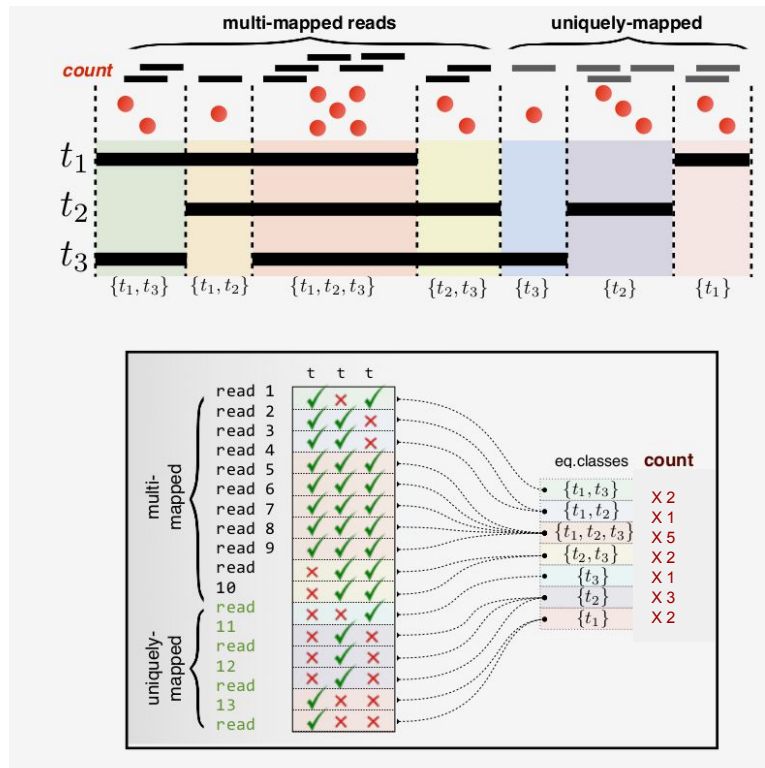 multi-mapped reads uniquely-mapped
count
t₁
t₂
t₃
{t₁, t₃} {t₁, t₂} {t₁, t₂, t₃} {t₂, t₃} {t₃} {t₂} {t₁}
t t t
read 1
read 2
read 3
read 4
read 5
read 6
read 7
read 8
read 9
read
10
read
11
read
12
read
13
read
multi-
mapped
uniquely-
mapped
eq.classes count
{t₁, t₃} X 2
{t₁, t₂} X 1
{t₁, t₂, t₃} X 5
{t₂, t₃} X 2
{t₃} X 1
{t₂} X 3
{t₁} X 2